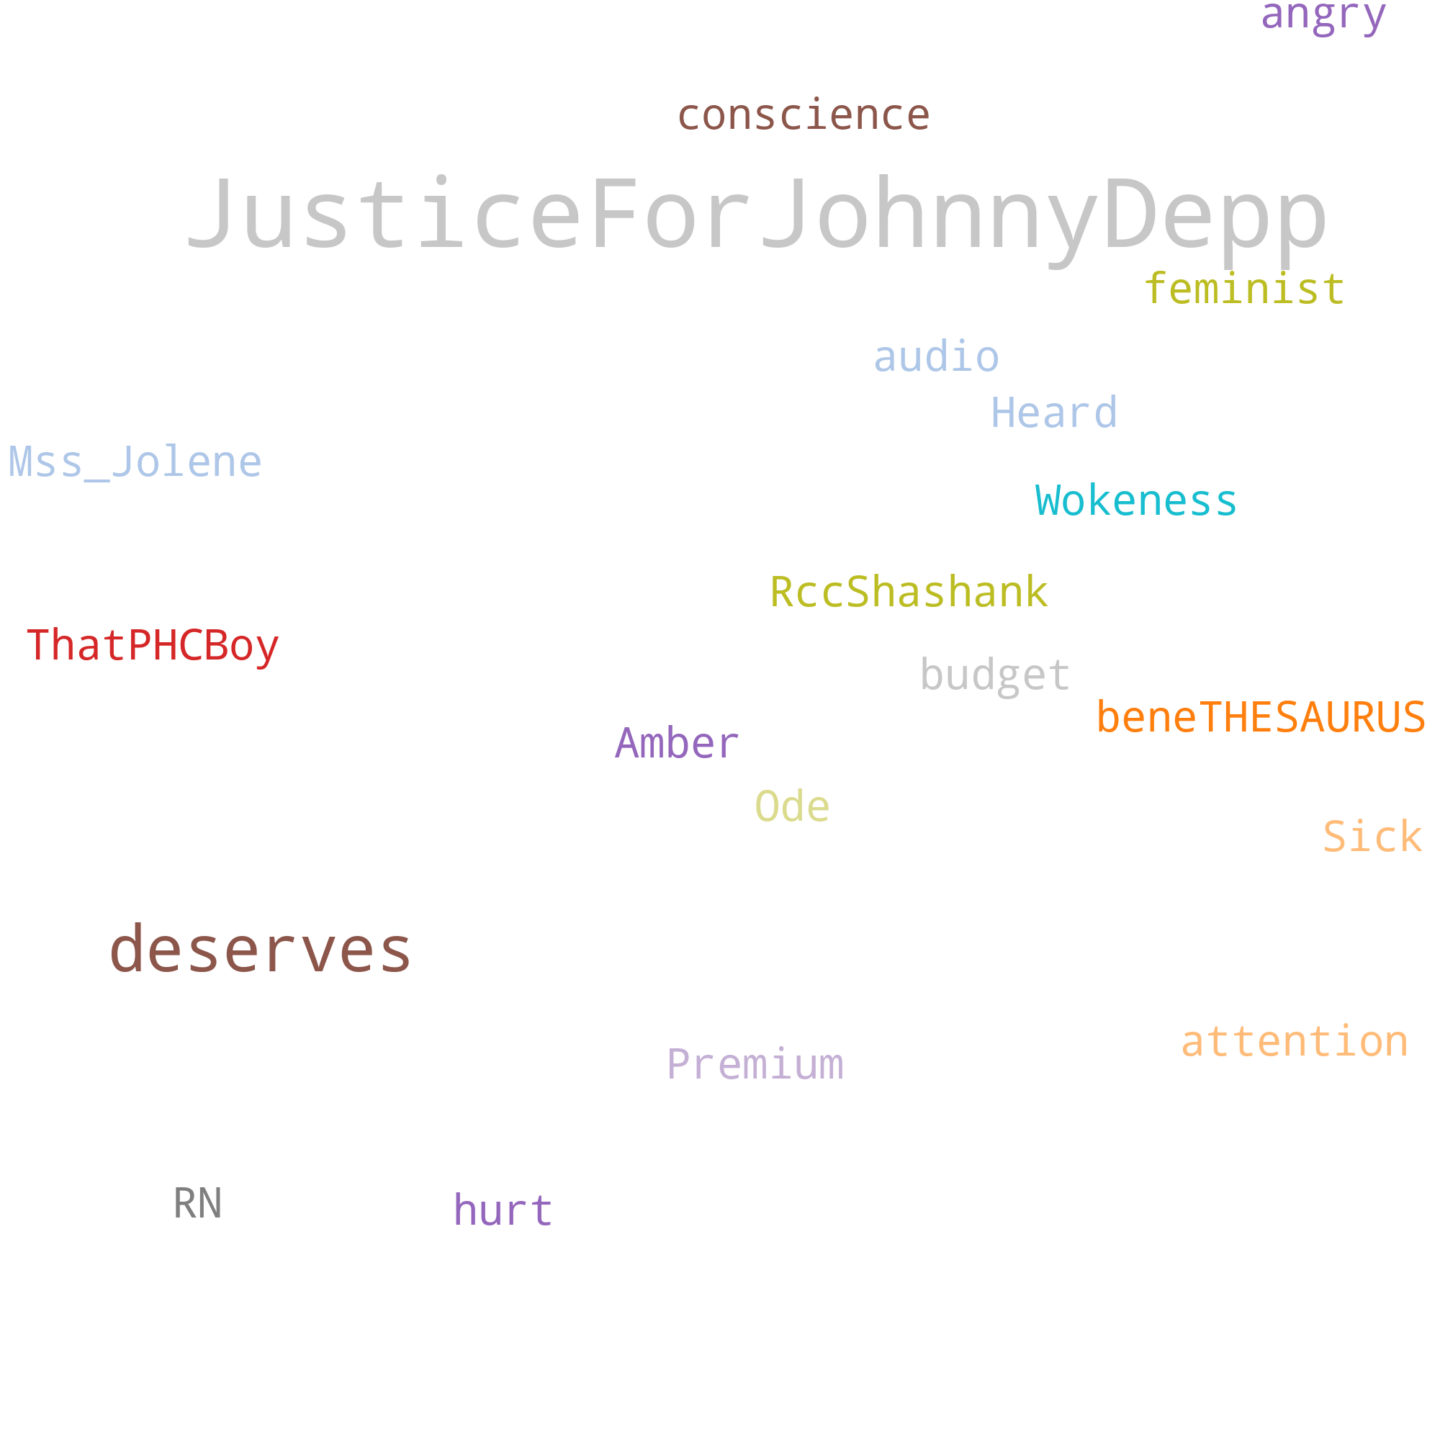 angry
conscience
JusticeForJohnnyDepp
feminist
audio
Heard
Mss_Jolene
Wokeness
RccShashank
ThatPHCBoy
budget
beneTHESAURUS
Amber
Ode
Sick
deserves
attention
Premium
RN
hurt